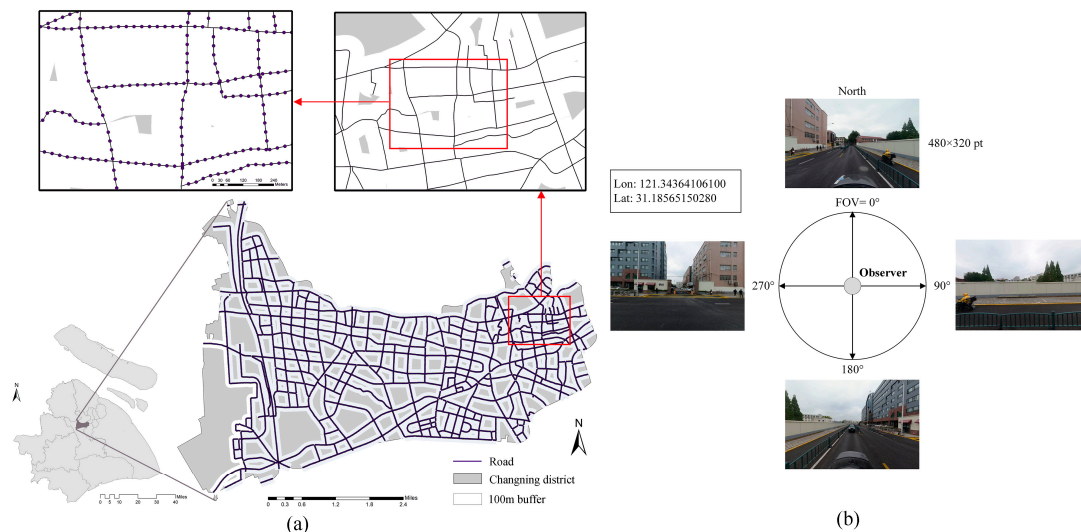 0 30 60 120 180 240
Meters
North
480×320 pt
Lon: 121.34364106100
Lat: 31.18565150280
FOV= 0°
Observer
270°
90°
180°
N
0 5 10 20 30 40
Miles
0 0.3 0.6 1.2 1.8 2.4
Miles
N
Road
Changning district
100m buffer
(a)
(b)